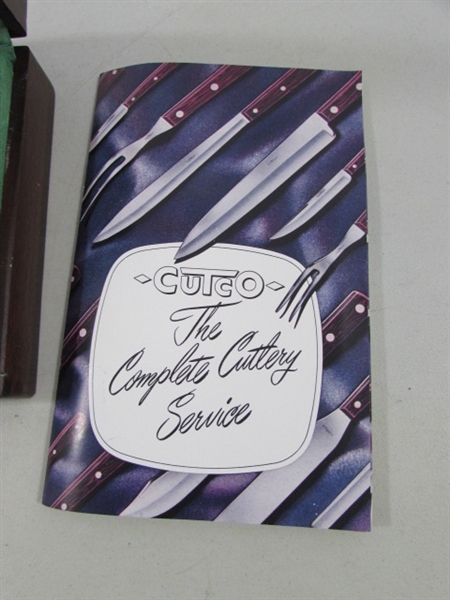 -CUTCO-
The
Complete Cutlery
Service